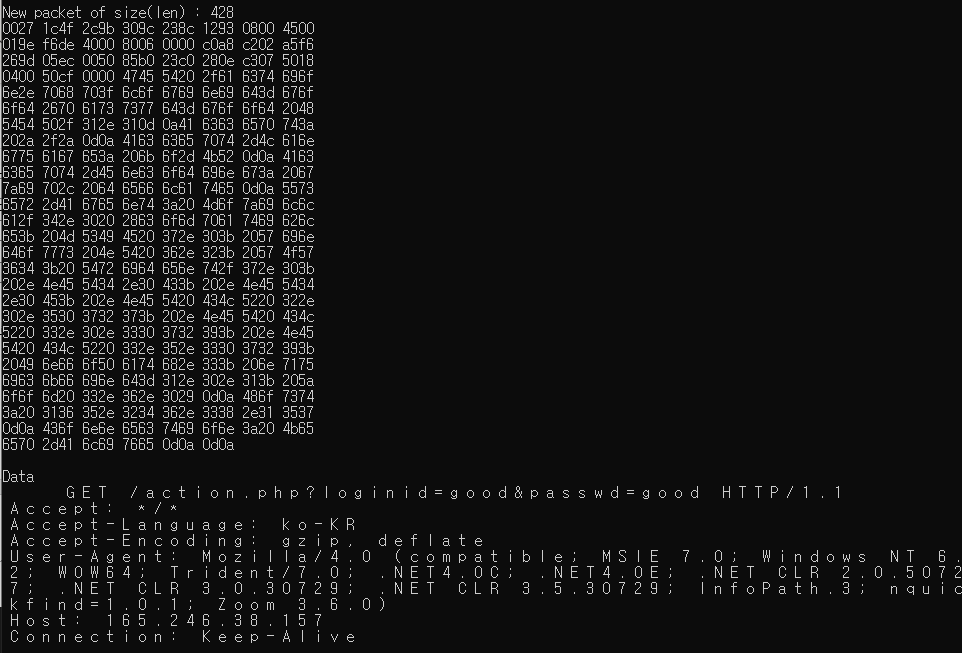 New packet of size(len) : 428
0027 1c4f 2c9b 309c 238c 1293 0800 4500
019e f6de 4000 8006 0000 c0a8 c202 a5f6
269d 05ec 0050 85b0 23c0 280e c307 5018
0400 50cf 0000 4745 5420 2f61 6374 696f
6e2e 7068 703f 6c6f 6769 6e69 643d 676f
6f64 2670 6173 7377 643d 676f 6f64 2048
5454 502f 312e 310d 0a41 6363 6570 743a
202a 2f2a 0d0a 4163 6365 7074 2d4c 616e
6775 6167 653a 206b 6f2d 4b52 0d0a 4163
6365 7074 2d45 6e63 6f64 696e 673a 2067
7a69 702c 2064 6566 6c61 7465 0d0a 5573
6572 2d41 6765 6e74 3a20 4d6f 7a69 6c6c
612f 342e 3020 2863 6f6d 7061 7469 626c
653b 204d 5349 4520 372e 303b 2057 696e
646f 7773 204e 5420 362e 323b 2057 4f57
3634 3b20 5472 6964 656e 742f 372e 303b
202e 4e45 5434 2e30 433b 202e 4e45 5434
2e30 453b 202e 4e45 5420 434c 5220 322e
302e 3530 3732 373b 202e 4e45 5420 434c
5220 332e 302e 3330 3732 393b 202e 4e45
5420 434c 5220 332e 352e 3330 3732 393b
2049 6e66 6f50 6174 682e 333b 206e 7175
6963 6b66 696e 643d 312e 302e 313b 205a
6f6f 6d20 332e 362e 3029 0d0a 486f 7374
3a20 3136 352e 3234 362e 3338 2e31 3537
0d0a 436f 6e6e 6563 7469 6f6e 3a20 4b65
6570 2d41 6c69 7665 0d0a 0d0a
Data
GET /action.php?loginid=good&passwd=good HTTP/1.1
Accept: */*
Accept-Language: ko-KR
Accept-Encoding: gzip, deflate
User-Agent: Mozilla/4.0 (compatible; MSIE 7.0; Windows NT 6.
2; WOW64; Trident/7.0; .NET4.0C; .NET4.0E; .NET CLR 2.0.5072
7; .NET CLR 3.0.30729; .NET CLR 3.5.30729; InfoPath.3; nquic
kfind=1.0.1; Zoom 3.6.0)
Host: 165.246.38.157
Connection: Keep-Alive